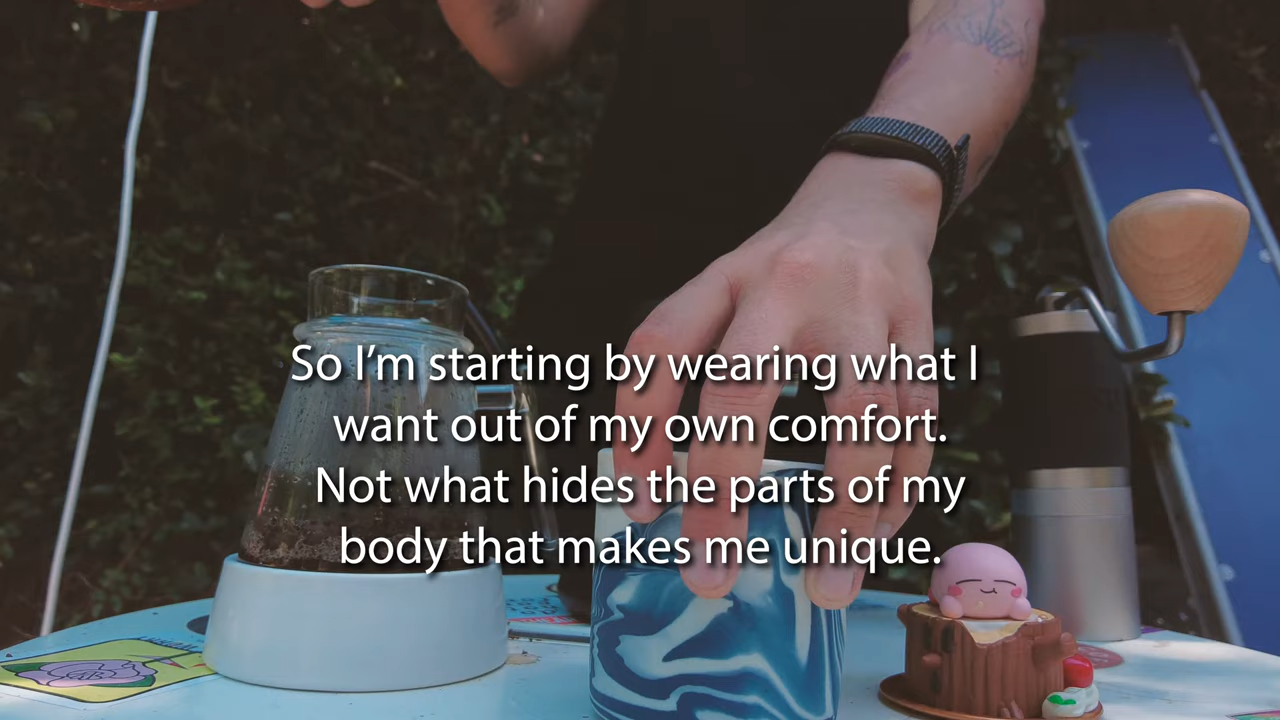 So I’m starting by wearing what I
want out of my own comfort.
Not what hides the parts of my
body that makes me unique.